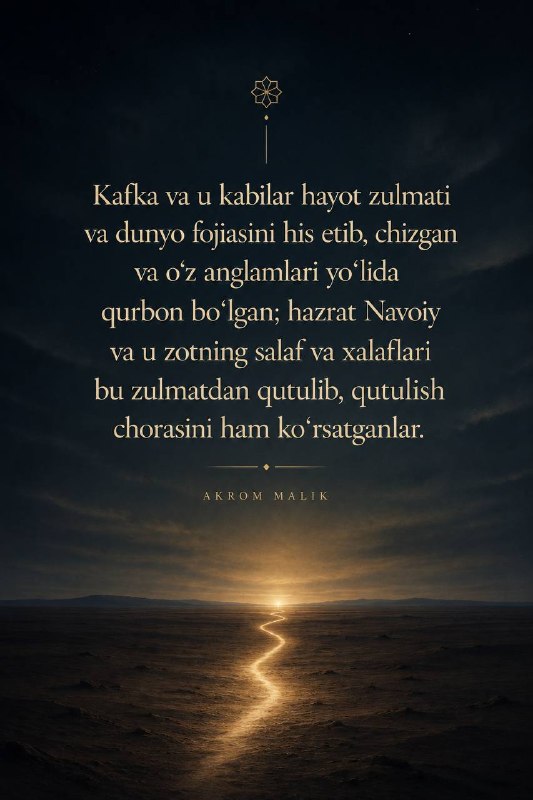 Kafka va u kabilar hayot zulmati
va dunyo fojiasini his etib, chizgan
va o‘z anglamlari yo‘lida
qurbon bo‘lgan; hazrat Navoiy
va u zotning salaf va xalaflari
bu zulmatdan qutulib, qutulish
chorasini ham ko‘rsatganlar.
AKROM MALIK